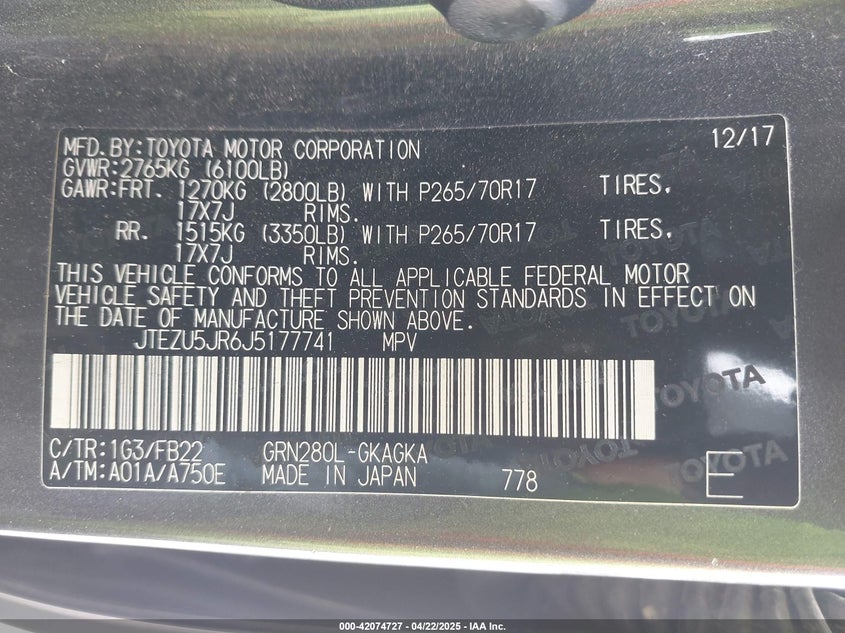 MFD.BY:TOYOTA MOTOR CORPORATION 12/17
GVWR:2765KG (6100LB)
GAWR:FRT. 1270KG (2800LB) WITH P265/70R17 TIRES,
17X7J RIMS.
RR. 1515KG (3350LB) WITH P265/70R17 TIRES,
17X7J RIMS.
THIS VEHICLE CONFORMS TO ALL APPLICABLE FEDERAL MOTOR
VEHICLE SAFETY AND THEFT PREVENTION STANDARDS IN EFFECT ON
THE DATE OF MANUFACTURE SHOWN ABOVE.
JTEZU5JR6J5177741 MPV
TOYOTA
C/TR:1G3/FB22 GRN280L-GKAGKA
A/TM:A01A/A750E MADE IN JAPAN 778 E
000-42074727 - 04/22/2025 - IAA Inc.